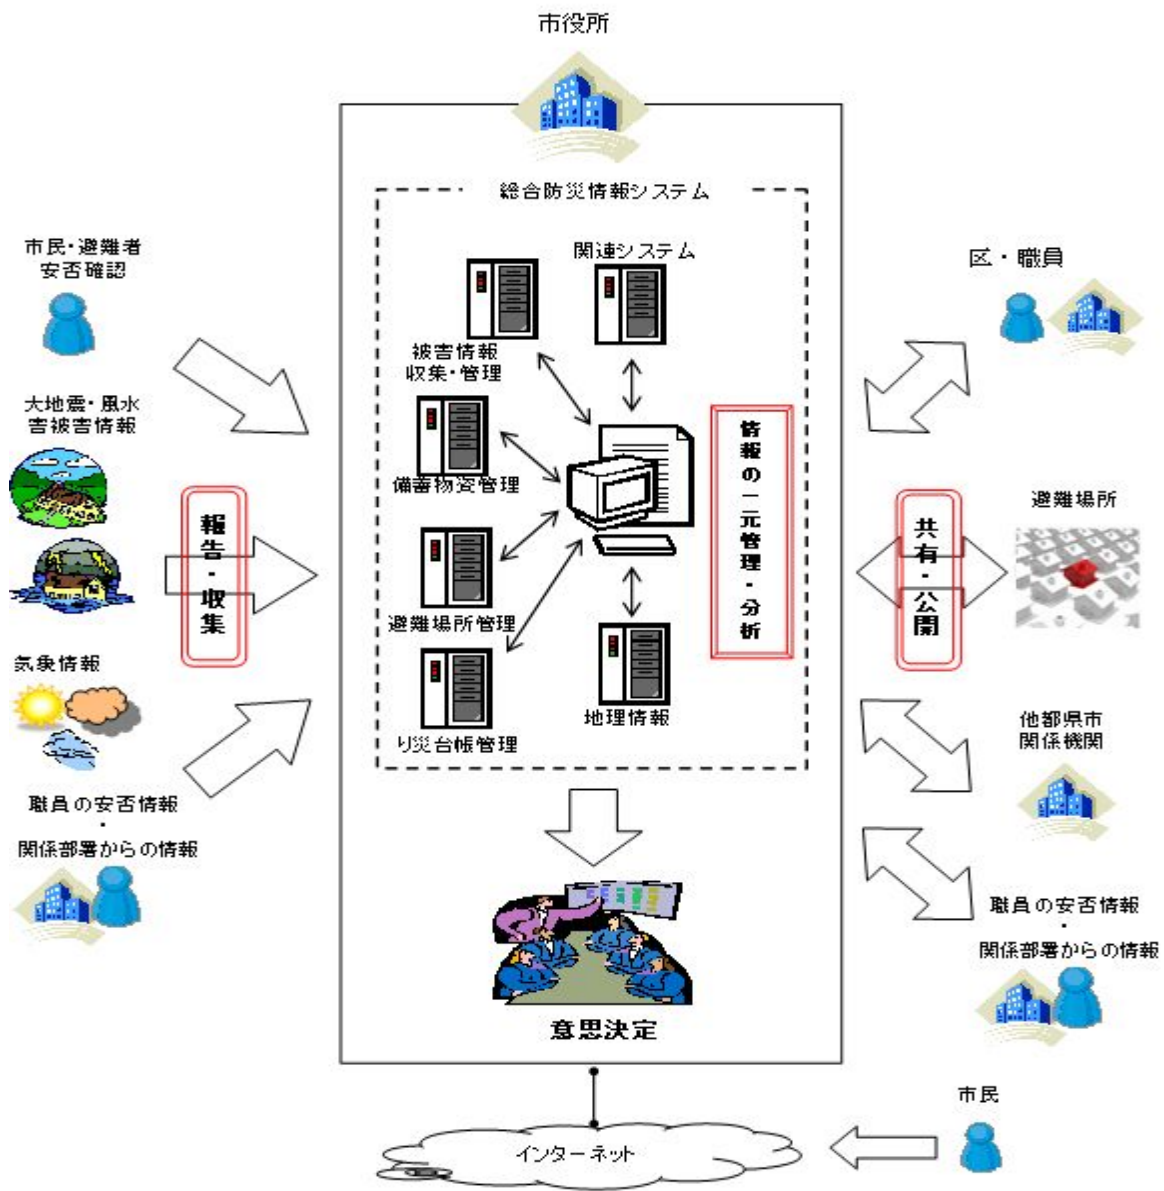 市役所
総合防災情報システム
関連システム
被害情報
収集・管理
備蓄物資管理
避難場所管理
り災台帳管理
地理情報
情報の一元管理・分析
意思決定
市民・避難者
安否確認
大地震・風水
害被害情報
報告・収集
気象情報
職員の安否情報
・
関係部署からの情報
区・職員
避難場所
共有・公開
他都県市
関係機関
職員の安否情報
・
関係部署からの情報
市民
インターネット